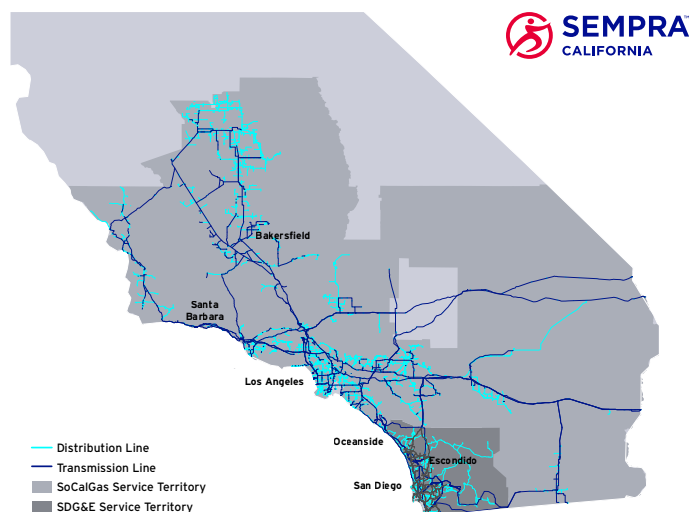 SEMPRA™
CALIFORNIA
Bakersfield
Santa
Barbara
Los Angeles
Oceanside
Escondido
San Diego
Distribution Line
Transmission Line
SoCalGas Service Territory
SDG&E Service Territory